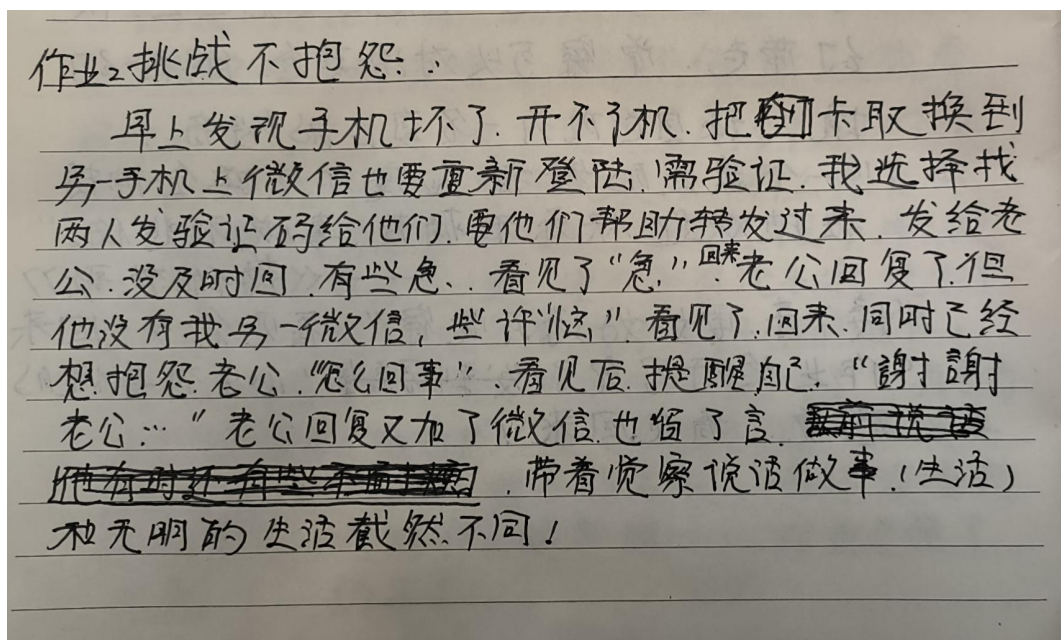 作业2挑战不抱怨：
早上发现手机坏了．开不了机．把卡取换到
另一手机上微信也要重新登陆．需验证．我选择找
两人发验证码给他们．要他们帮助转发过来．发给老
公．没及时回．有些急．．看见了“急”回来老公回复了．但
他没有我另一微信，些许“恼”看见了．回来．同时已经
想抱怨．老公．“怎么回事”．看见后．提醒自己．“謝謝
老公…”老公回复又加了微信．也留了言．
．带着觉察说话做事．（生活）
和无明的生活截然不同！